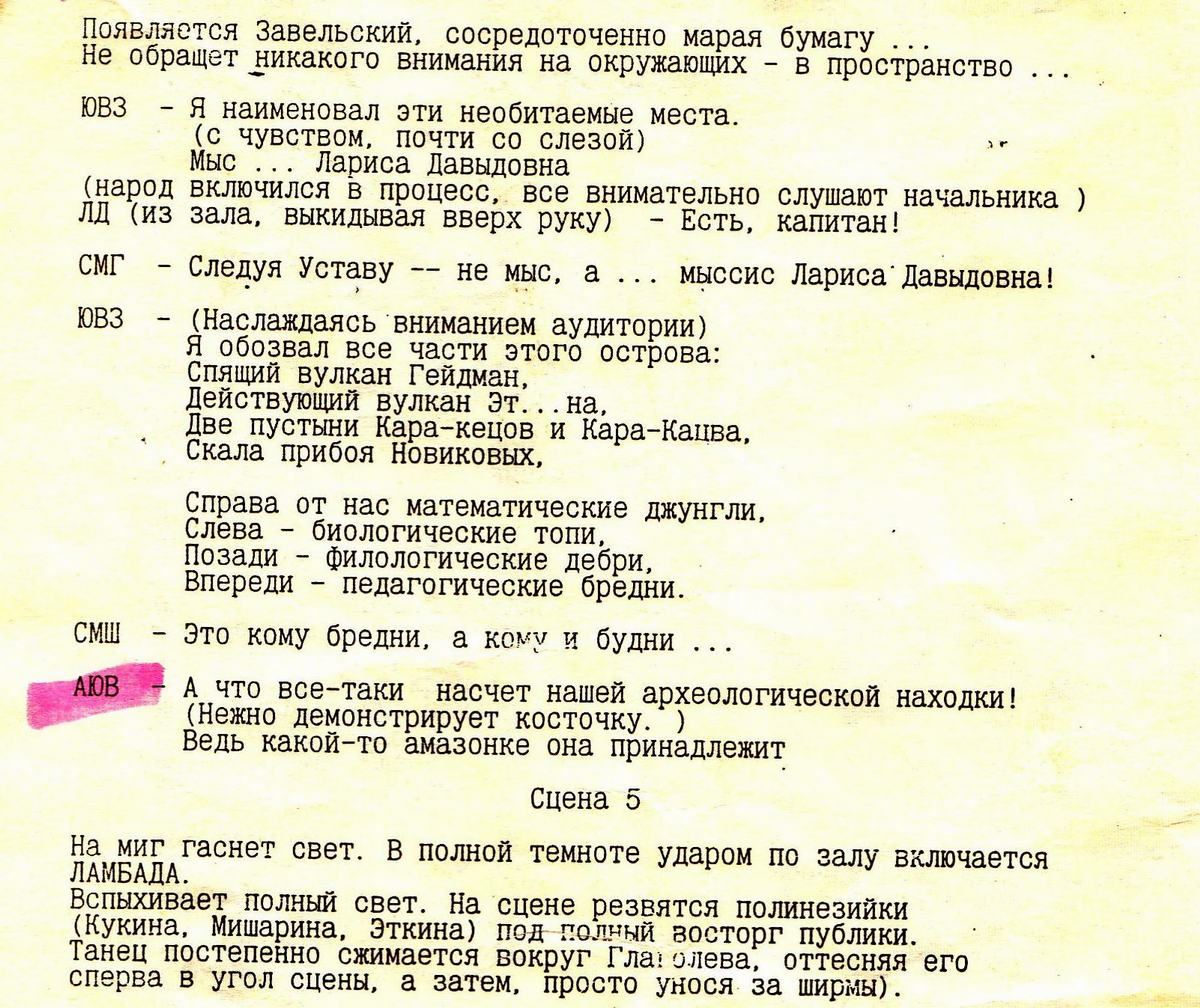 Появляется Завельский, сосредоточенно марая бумагу ...
Не обращет никакого внимания на окружающих - в пространство ...
ЮВЗ - Я наименовал эти необитаемые места.
(с чувством, почти со слезой)
Мыс ... Лариса Давыдовна
(народ включился в процесс, все внимательно слушают начальника )
ЛД (из зала, выкидывая вверх руку) - Есть, капитан!
СМГ - Следуя Уставу -- не мыс, а ... мыссис Лариса Давыдовна!
ЮВЗ - (Наслаждаясь вниманием аудитории)
Я обозвал все части этого острова:
Спящий вулкан Гейдман,
Действующий вулкан Эт...на,
Две пустыни Кара-кецов и Кара-Кацва,
Скала прибоя Новиковых,
Справа от нас математические джунгли,
Слева - биологические топи,
Позади - филологические дебри,
Впереди - педагогические бредни.
СМШ - Это кому бредни, а кому и будни ...
АЮВ - А что все-таки насчет нашей археологической находки!
(Нежно демонстрирует косточку. )
Ведь какой-то амазонке она принадлежит
Сцена 5
На миг гаснет свет. В полной темноте ударом по залу включается
ЛАМБАДА.
Вспыхивает полный свет. На сцене резвятся полинезийки
(Кукина, Мишарина, Эткина) под полный восторг публики.
Танец постепенно сжимается вокруг Глаголева, оттесняя его
сперва в угол сцены, а затем, просто унося за ширмы).